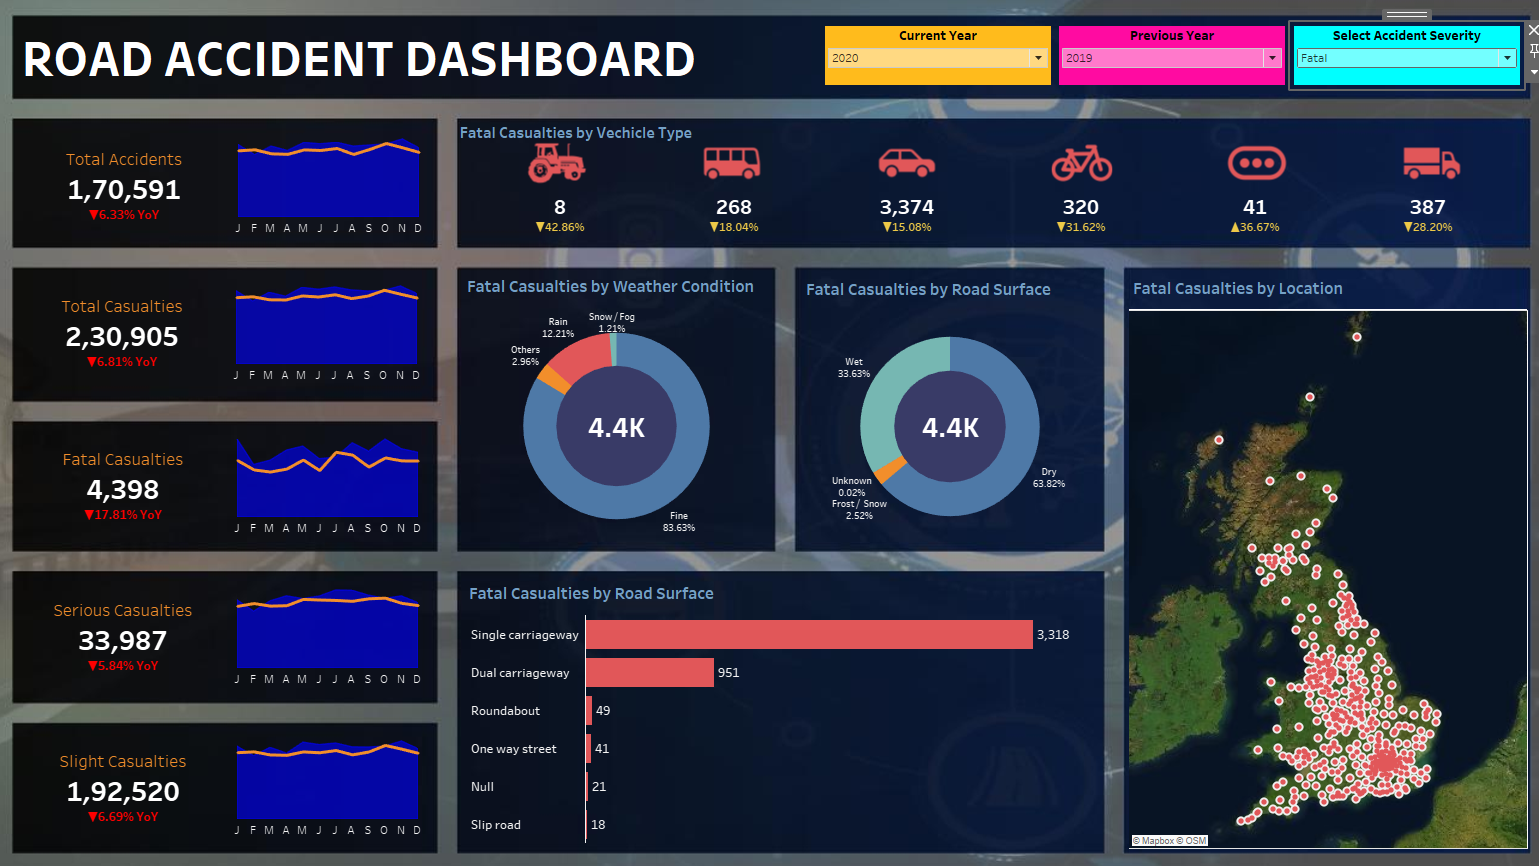 ROAD ACCIDENT DASHBOARD
Current Year
2020
Previous Year
2019
Select Accident Severity
Fatal
Total Accidents
1,70,591
▼6.33% YoY
J F M A M J J A S O N D
Total Casualties
2,30,905
▼6.81% YoY
J F M A M J J A S O N D
Fatal Casualties
4,398
▼17.81% YoY
J F M A M J J A S O N D
Serious Casualties
33,987
▼5.84% YoY
J F M A M J J A S O N D
Slight Casualties
1,92,520
▼6.69% YoY
J F M A M J J A S O N D
Fatal Casualties by Vechicle Type
8
▼42.86%
268
▼18.04%
3,374
▼15.08%
320
▼31.62%
41
▲36.67%
387
▼28.20%
Fatal Casualties by Weather Condition
Snow / Fog
1.21%
Rain
12.21%
Others
2.96%
4.4K
Fine
83.63%
Fatal Casualties by Road Surface
Wet
33.63%
4.4K
Dry
63.82%
Unknown
0.02%
Frost / Snow
2.52%
Fatal Casualties by Road Surface
Single carriageway 3,318
Dual carriageway 951
Roundabout 49
One way street 41
Null 21
Slip road 18
Fatal Casualties by Location
© Mapbox © OSM